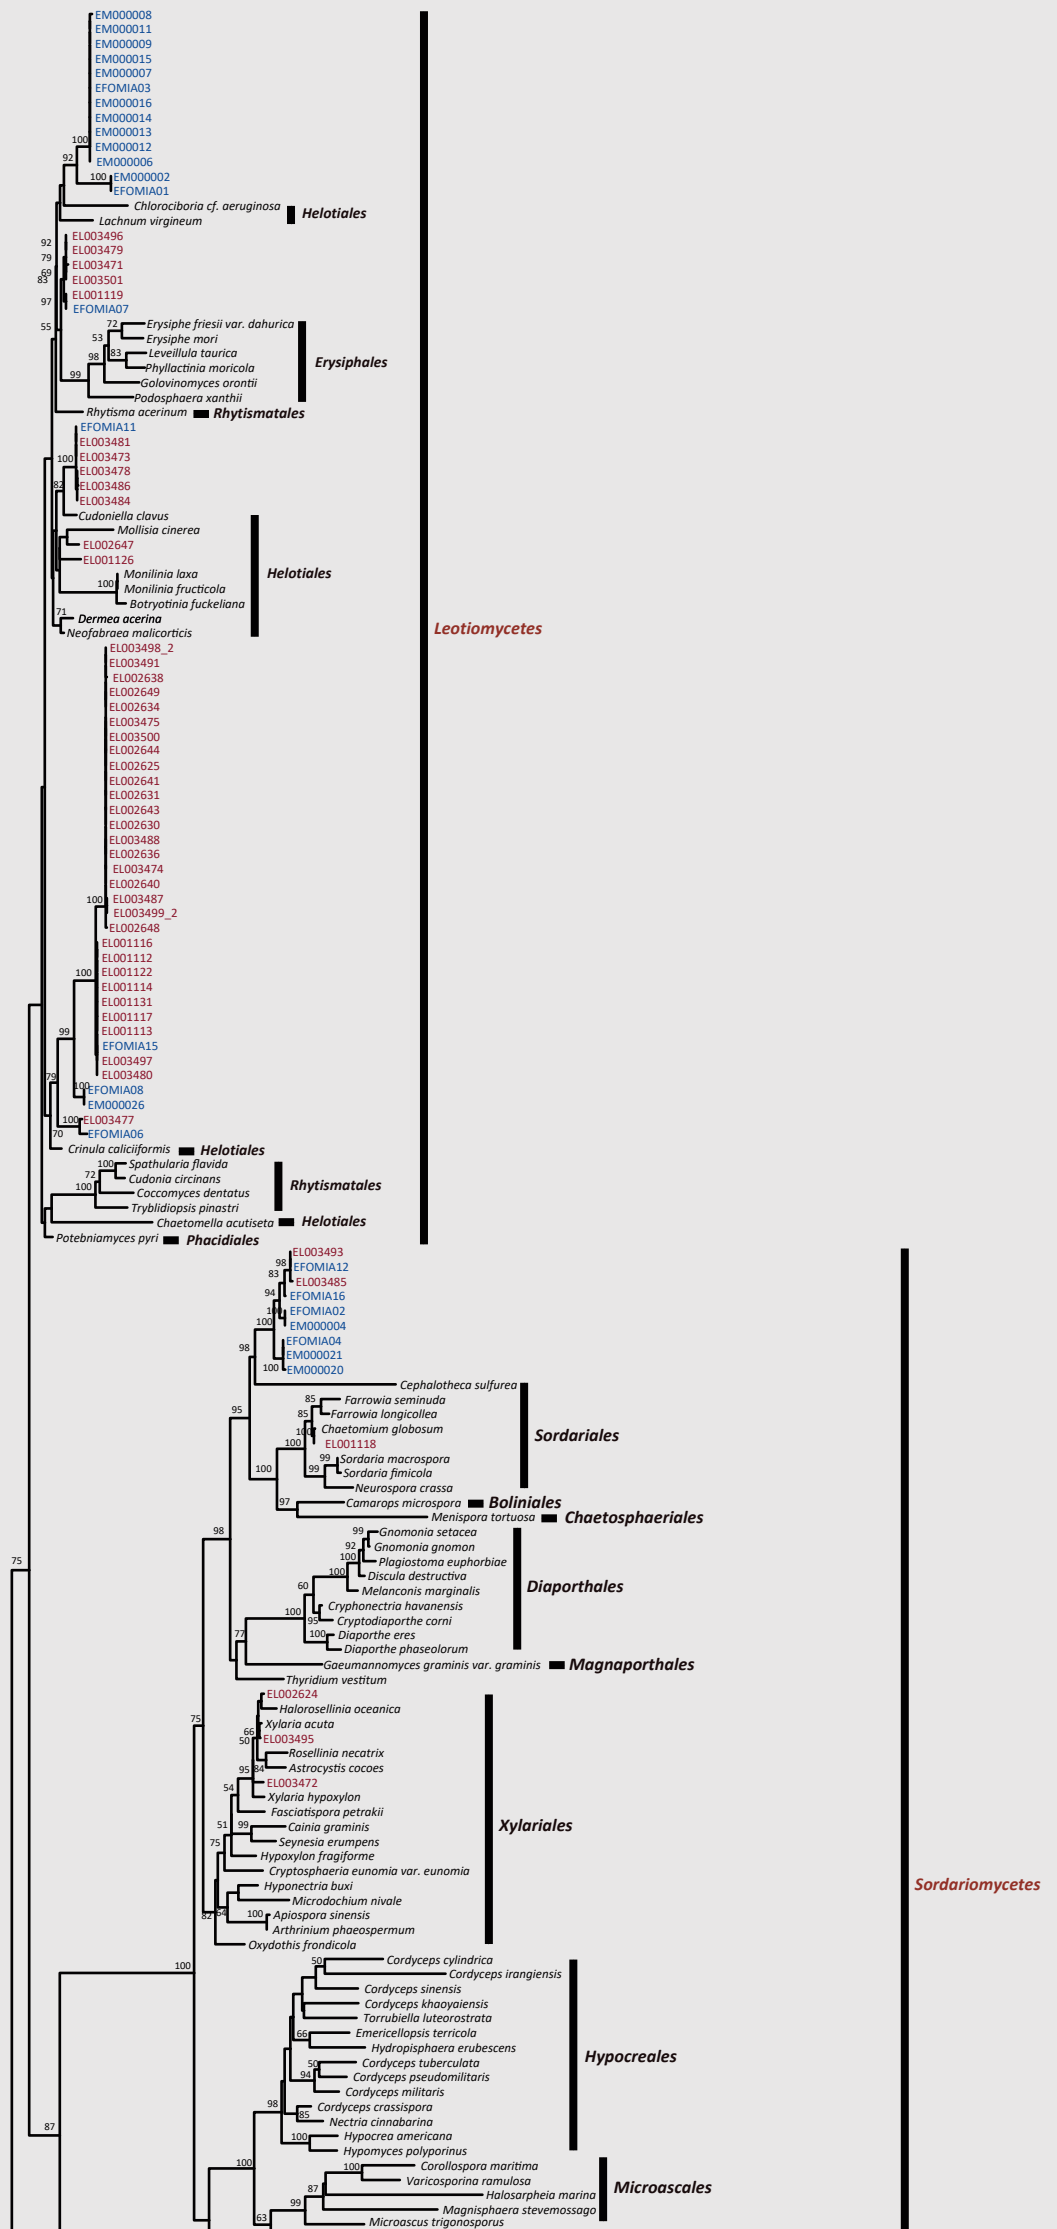 EM000008
EM000011
EM000009
EM000015
EM000007
EFOMIA03
EM000016
EM000014
EM000013
100 EM000012
92 EM000006
100 EM000002
EFOMIA01
Chlorociboria cf. aeruginosa
Helotiales
Lachnum virgineum
EL003496
92 EL003479
79 EL003471
69
83 EL003501
EL001119
97 EFOMIA07
72 Erysiphe friesii var. dahurica
55
53 Erysiphe mori
83 Leveillula taurica
98 Phyllactinia moricola
Erysiphales
99 Golovinomyces orontii
Podosphaera xanthii
Rhytisma acerinum Rhytismatales
EFOMIA11
EL003481
100 EL003473
EL003478
82 EL003486
EL003484
Cudoniella clavus
Mollisia cinerea
EL002647
EL001126
Monilinia laxa
Helotiales
100 Monilinia fructicola
Botryotinia fuckeliana
71 Dermea acerina
Leotiomycetes
Neofabraea malicorticis
EL003498_2
EL003491
EL002638
EL002649
EL002634
EL003475
EL003500
EL002644
EL002625
EL002641
EL002631
EL002643
EL002630
EL003488
EL002636
EL003474
EL002640
100 EL003487
EL003499_2
EL002648
EL001116
EL001112
100 EL001122
EL001114
EL001131
EL001117
99 EL001113
EFOMIA15
EL003497
79 EL003480
100 EFOMIA08
EM000026
100 EL003477
70 EFOMIA06
Crinula caliciiformis Helotiales
100 Spathularia flavida
72 Cudonia circinans
100 Coccomyces dentatus
Rhytismatales
Tryblidiopsis pinastri
Chaetomella acutiseta Helotiales
Potebniamyces pyri Phacidiales
EL003493
98 EFOMIA12
83 EL003485
94 EFOMIA16
100 EFOMIA02
100 EM000004
EFOMIA04
98 EM000021
100 EM000020
Cephalotheca sulfurea
85 Farrowia seminuda
85 Farrowia longicollea
95
100 Chaetomium globosum
Sordariales
100 EL001118
99 Sordaria macrospora
100 99 Sordaria fimicola
Neurospora crassa
97 Camarops microspora Boliniales
Menispora tortuosa Chaetosphaeriales
98 99 Gnomonia setacea
92 Gnomonia gnomon
100 Plagiostoma euphorbiae
75 100 Discula destructiva
60 Melanconis marginalis
Diaporthales
Cryphonectria havanensis
100 95 Cryptodiaporthe corni
77 100 Diaporthe eres
Diaporthe phaseolorum
Gaeumannomyces graminis var. graminis Magnaporthales
Thyridium vestitum
EL002624
Halorosellinia oceanica
75 Xylaria acuta
66
50 EL003495
Rosellinia necatrix
95 84 Astrocystis cocoes
54 EL003472
Xylaria hypoxylon
Fasciatispora petrakii
51 99 Cainia graminis
Xylariales
75 Seynesia erumpens
Hypoxylon fragiforme
Cryptosphaeria eunomia var. eunomia
Hyponectria buxi
Sordariomycetes
Microdochium nivale
82 64 100 Apiospora sinensis
Arthrinium phaeospermum
Oxydothis frondicola
50 Cordyceps cylindrica
100 Cordyceps irangiensis
Cordyceps sinensis
Cordyceps khaoyaiensis
Torrubiella luteorostrata
66 Emericellopsis terricola
Hydropisphaera erubescens
Hypocreales
50 Cordyceps tuberculata
94 Cordyceps pseudomilitaris
Cordyceps militaris
98 Cordyceps crassispora
85 Nectria cinnabarina
87 100 Hypocrea americana
Hypomyces polyporinus
100 100 Corollospora maritima
Varicosporina ramulosa
Microascales
87 Halosarpheia marina
99 Magnisphaera stevemossago
63 Microascus trigonosporus